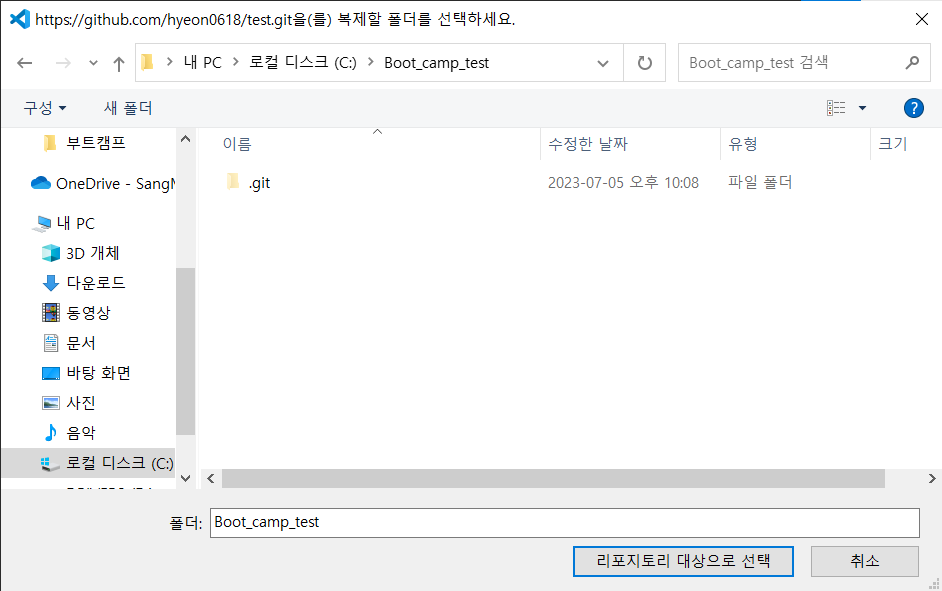 https://github.com/hyeon0618/test.git을(를) 복제할 폴더를 선택하세요.
내 PC > 로컬 디스크 (C:) > Boot_camp_test
Boot_camp_test 검색
구성
새 폴더
부트캠프
OneDrive - Sang
내 PC
3D 개체
다운로드
동영상
문서
바탕 화면
사진
음악
로컬 디스크 (C:)
이름 수정한 날짜 유형 크기
.git 2023-07-05 오후 10:08 파일 폴더
폴더: Boot_camp_test
리포지토리 대상으로 선택 취소